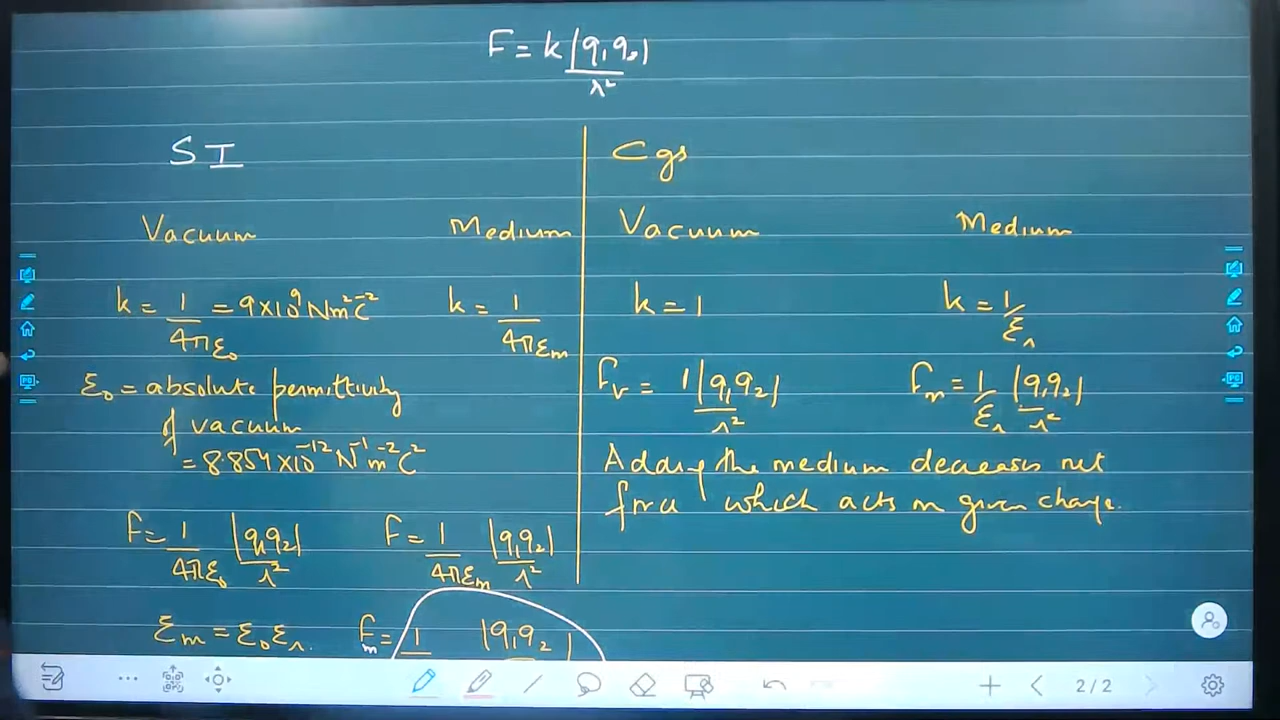 F = k |q₁q₂| / r²
SI
Vacuum Medium
k = 1/4πε₀ = 9×10⁹ Nm²C⁻² k = 1/4πεm
ε₀ = absolute permittivity
of vacuum
= 8.854×10⁻¹² N⁻¹m⁻²C²
F = 1/4πε₀ |q₁q₂|/r² F = 1/4πεm |q₁q₂|/r²
εm = ε₀εr. Fm = 1 |q₁q₂|
Cgs
Vacuum Medium
k = 1 k = 1/εr
Fv = 1 |q₁q₂|/r² Fm = 1/εr |q₁q₂|/r²
Adding the medium decreases net
force which acts on given charge.
2/2